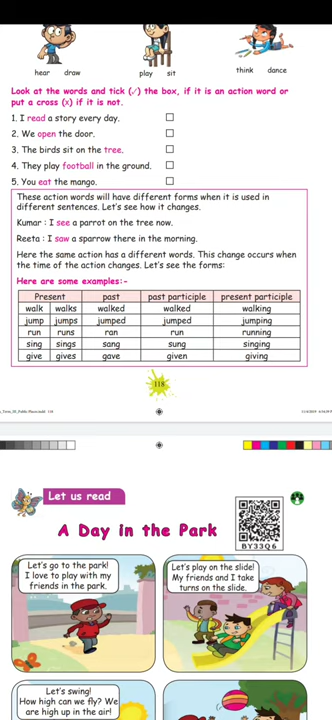 hear draw play sit think dance
Look at the words and tick (✓) the box, if it is an action word or
put a cross (x) if it is not.
1. I read a story every day. ☐
2. We open the door. ☐
3. The birds sit on the tree. ☐
4. They play football in the ground. ☐
5. You eat the mango. ☐
These action words will have different forms when it is used in
different sentences. Let's see how it changes.
Kumar : I see a parrot on the tree now.
Reeta : I saw a sparrow there in the morning.
Here the same action has a different words. This change occurs when
the time of the action changes. Let's see the forms:
Here are some examples:-
Present past past participle present participle
walk walks walked walked walking
jump jumps jumped jumped jumping
run runs ran run running
sing sings sang sung singing
give gives gave given giving
118
Let us read
A Day in the Park
BY33Q6
Let's go to the park!
I love to play with my
friends in the park.
Let's play on the slide!
My friends and I take
turns on the slide.
Let's swing!
How high can we fly? We
are high up in the air!